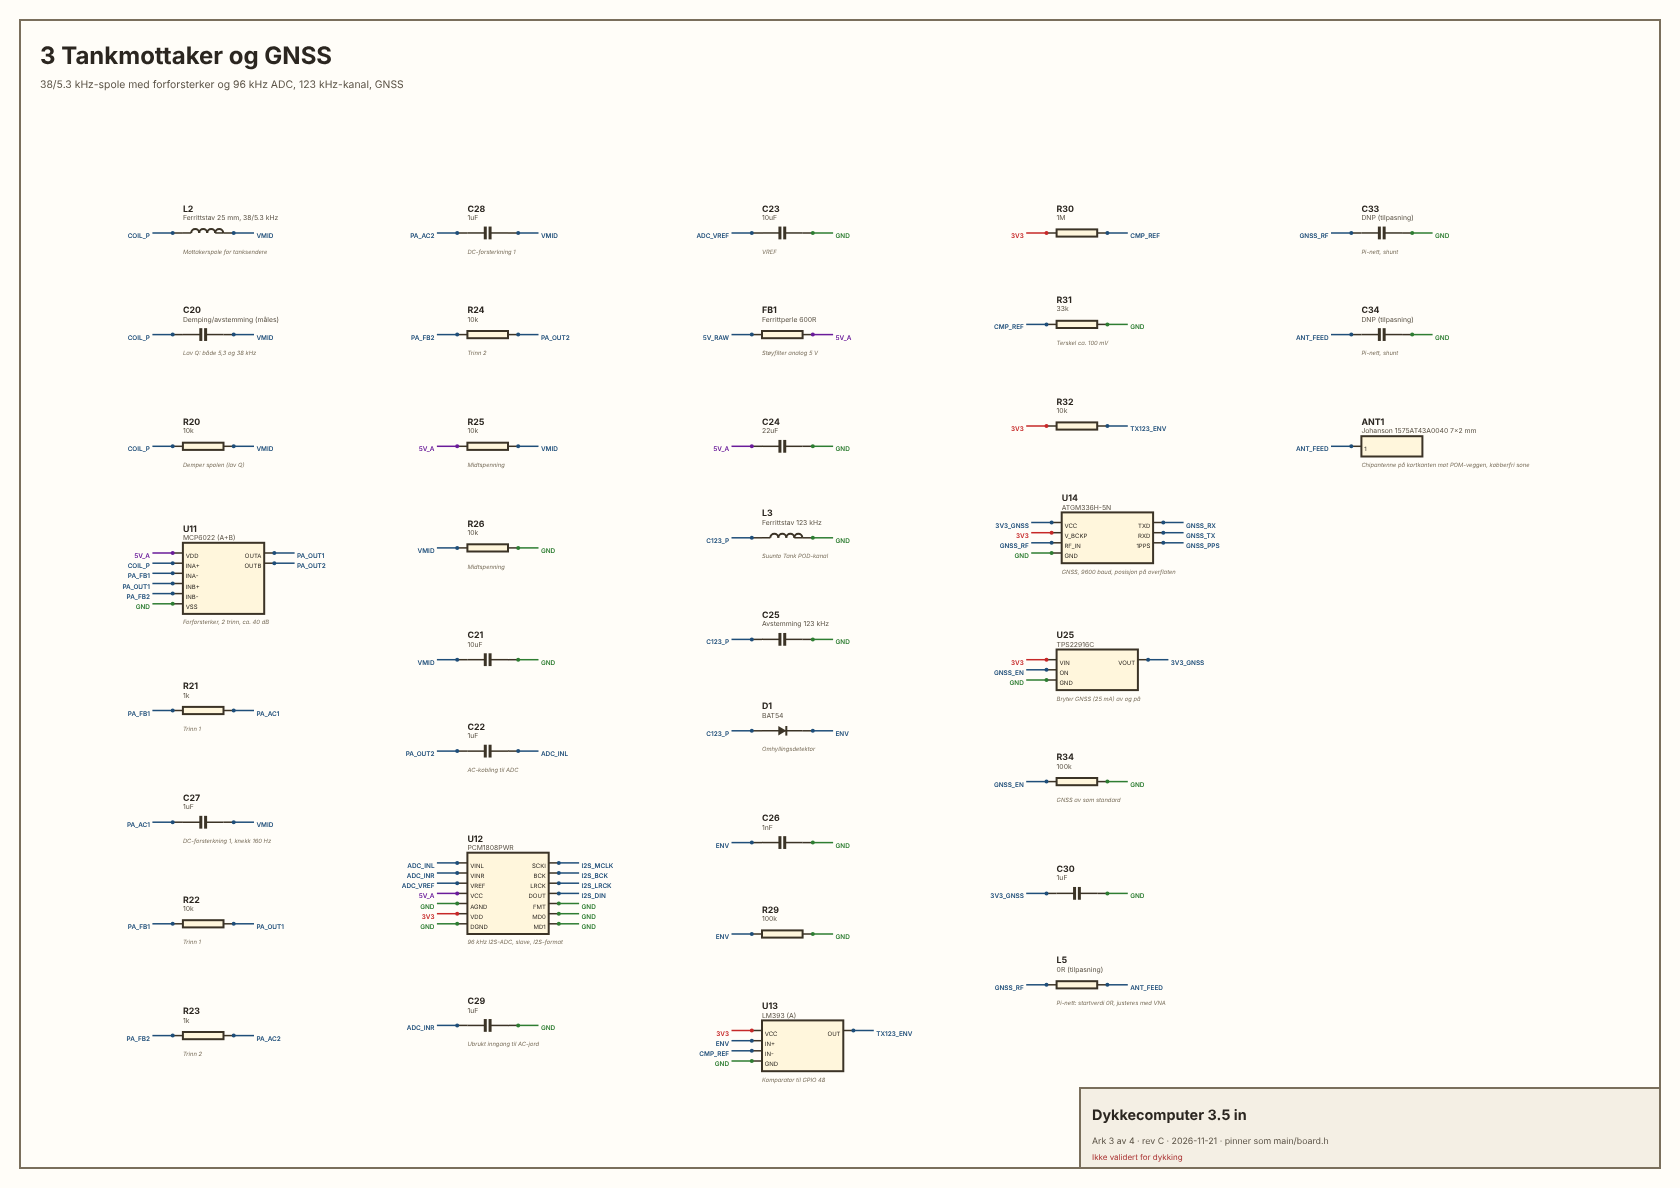 3 Tankmottaker og GNSS
38/5.3 kHz-spole med forforsterker og 96 kHz ADC, 123 kHz-kanal, GNSS
L2
Ferrittstav 25 mm, 38/5.3 kHz
COIL_P
VMID
Mottakerspole for tanksendere
C20
Demping/avstemming (måles)
COIL_P
VMID
Lav Q: både 5,3 og 38 kHz
R20
10k
COIL_P
VMID
Demper spolen (lav Q)
U11
MCP6022 (A+B)
5V_A
VDD
OUTA
PA_OUT1
COIL_P
INA+
OUTB
PA_OUT2
PA_FB1
INA-
PA_OUT1
INB+
PA_FB2
INB-
GND
VSS
Forforsterker, 2 trinn, ca. 40 dB
R21
1k
PA_FB1
PA_AC1
Trinn 1
C27
1uF
PA_AC1
VMID
DC-forsterkning 1, knekk 160 Hz
R22
10k
PA_FB1
PA_OUT1
Trinn 1
R23
1k
PA_FB2
PA_AC2
Trinn 2
C28
1uF
PA_AC2
VMID
DC-forsterkning 1
R24
10k
PA_FB2
PA_OUT2
Trinn 2
R25
10k
5V_A
VMID
Midtspenning
R26
10k
VMID
GND
Midtspenning
C21
10uF
VMID
GND
C22
1uF
PA_OUT2
ADC_INL
AC-kobling til ADC
U12
PCM1808PWR
ADC_INL
VINL
SCKI
I2S_MCLK
ADC_INR
VINR
BCK
I2S_BCK
ADC_VREF
VREF
LRCK
I2S_LRCK
5V_A
VCC
DOUT
I2S_DIN
GND
AGND
FMT
GND
3V3
VDD
MD0
GND
GND
DGND
MD1
GND
96 kHz I2S-ADC, slave, I2S-format
C29
1uF
ADC_INR
GND
Ubrukt inngang til AC-jord
C23
10uF
ADC_VREF
GND
VREF
FB1
Ferrittperle 600R
5V_RAW
5V_A
Støyfilter analog 5 V
C24
22uF
5V_A
GND
L3
Ferrittstav 123 kHz
C123_P
GND
Suunto Tank POD-kanal
C25
Avstemming 123 kHz
C123_P
GND
D1
BAT54
C123_P
ENV
Omhyllingsdetektor
C26
1nF
ENV
GND
R29
100k
ENV
GND
U13
LM393 (A)
3V3
VCC
OUT
TX123_ENV
ENV
IN+
CMP_REF
IN-
GND
GND
Komparator til GPIO 48
R30
1M
3V3
CMP_REF
R31
33k
CMP_REF
GND
Terskel ca. 100 mV
R32
10k
3V3
TX123_ENV
U14
ATGM336H-5N
3V3_GNSS
VCC
TXD
GNSS_RX
3V3
V_BCKP
RXD
GNSS_TX
GNSS_RF
RF_IN
1PPS
GNSS_PPS
GND
GND
GNSS, 9600 baud, posisjon på overflaten
U25
TPS22916C
3V3
VIN
VOUT
3V3_GNSS
GNSS_EN
ON
GND
GND
Bryter GNSS (25 mA) av og på
R34
100k
GNSS_EN
GND
GNSS av som standard
C30
1uF
3V3_GNSS
GND
L5
0R (tilpasning)
GNSS_RF
ANT_FEED
Pi-nett: startverdi 0R, justeres med VNA
C33
DNP (tilpasning)
GNSS_RF
GND
Pi-nett, shunt
C34
DNP (tilpasning)
ANT_FEED
GND
Pi-nett, shunt
ANT1
Johanson 1575AT43A0040 7×2 mm
ANT_FEED
1
Chipantenne på kortkanten mot POM-veggen, kobberfri sone
Dykkecomputer 3.5 in
Ark 3 av 4 · rev C · 2026-11-21 · pinner som main/board.h
Ikke validert for dykking